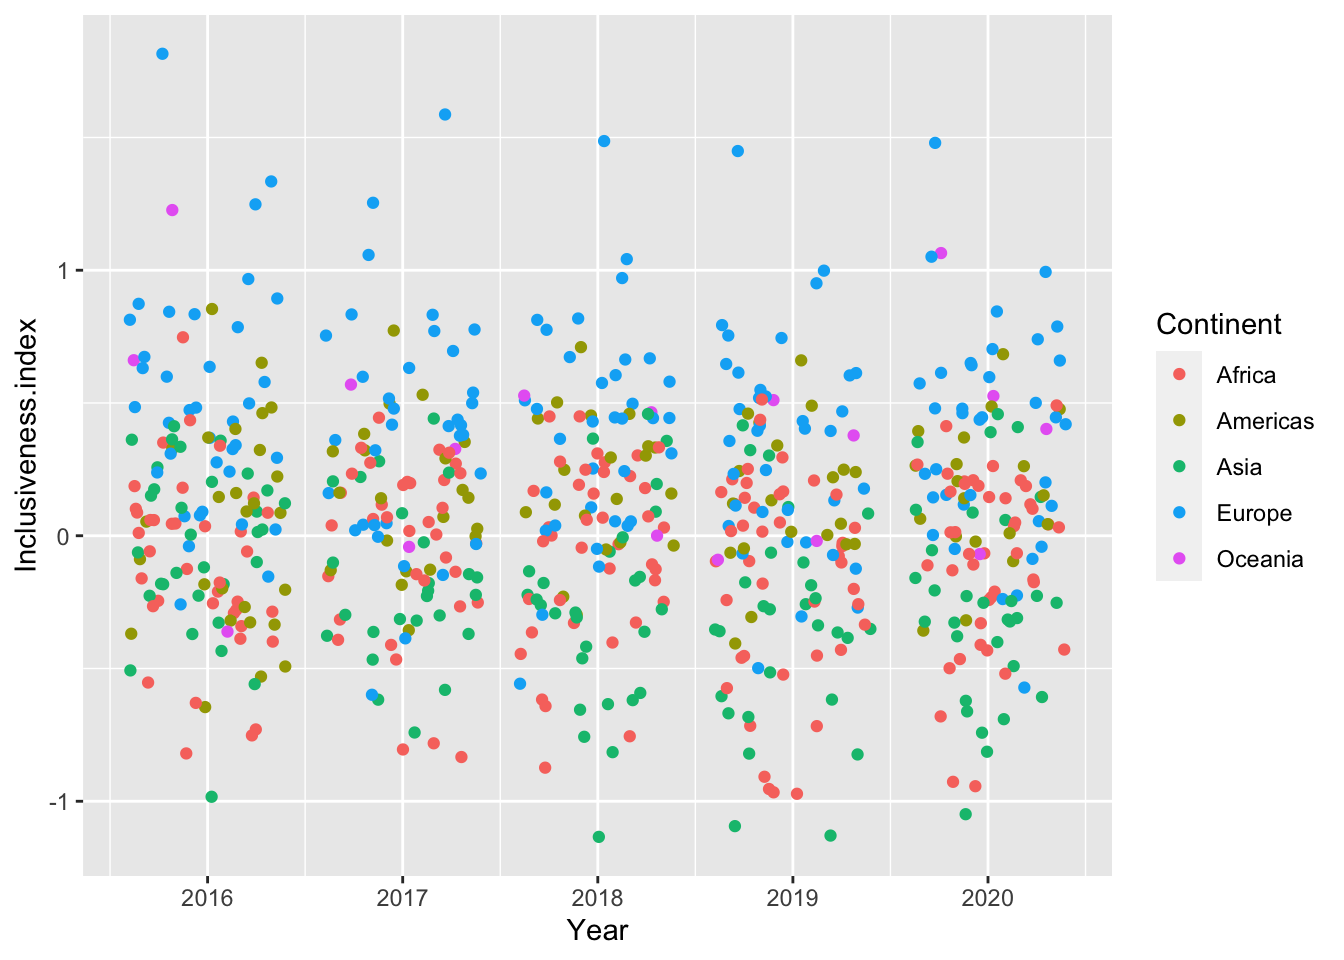 Inclusiveness.index
1
0
-1
2016
2017
2018
2019
2020
Year
Continent
Africa
Americas
Asia
Europe
Oceania